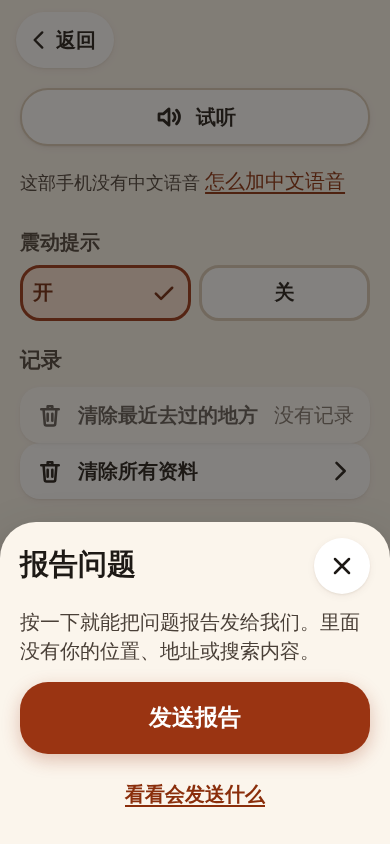 返回
试听
这部手机没有中文语音 怎么加中文语音
震动提示
开
关
记录
清除最近去过的地方 没有记录
清除所有资料
报告问题
按一下就能把问题报告发给我们。里面
没有你的位置、地址或搜索内容。
发送报告
看看会发送什么